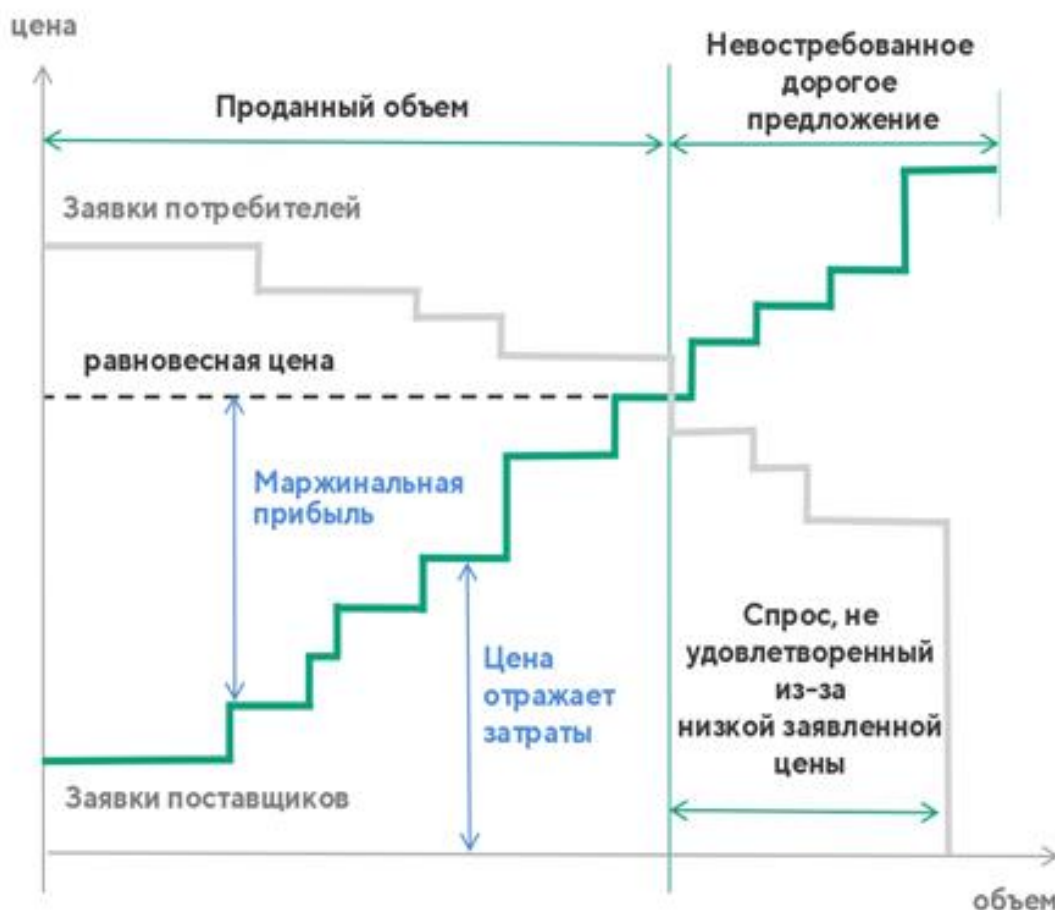 цена
Невостребованное
дорогое
предложение
Проданный объем
Заявки потребителей
равновесная цена
Маржинальная
прибыль
Цена
отражает
затраты
Спрос, не
удовлетворенный
из-за
низкой заявленной
цены
Заявки поставщиков
объем